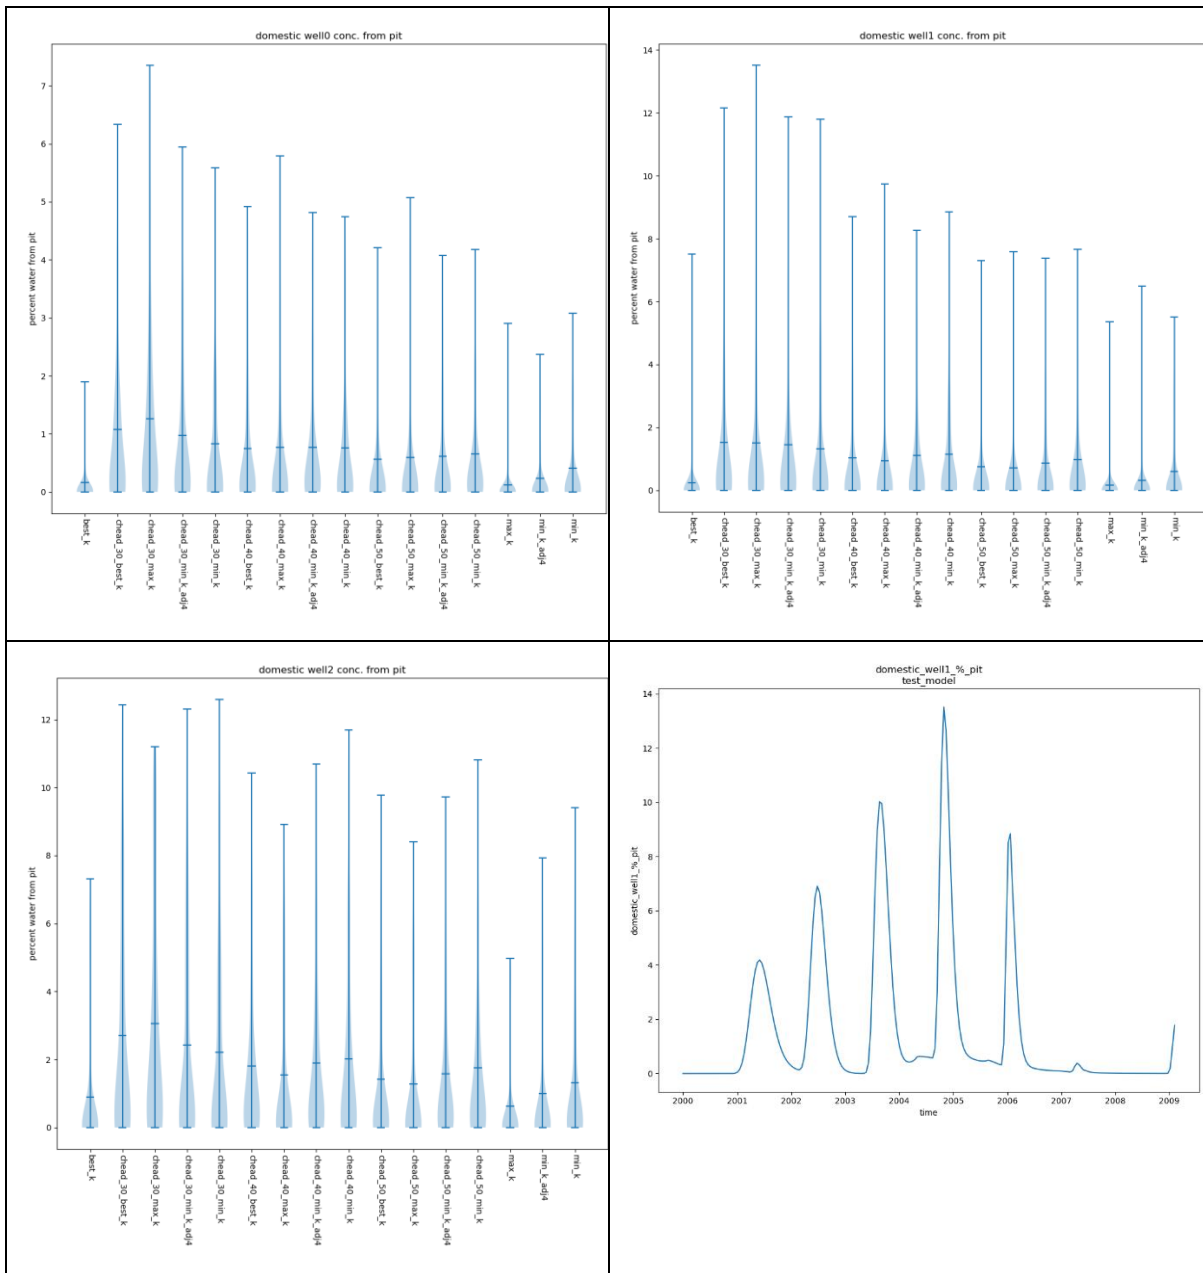 domestic well0 conc. from pit
percent water from pit
7
6
5
4
3
2
1
0
best_k
chead_30_best_k
chead_30_max_k
chead_30_min_k_adj4
chead_30_min_k
chead_40_best_k
chead_40_max_k
chead_40_min_k_adj4
chead_40_min_k
chead_50_best_k
chead_50_max_k
chead_50_min_k_adj4
chead_50_min_k
max_k
min_k_adj4
min_k
domestic well1 conc. from pit
percent water from pit
14
12
10
8
6
4
2
0
best_k
chead_30_best_k
chead_30_max_k
chead_30_min_k_adj4
chead_30_min_k
chead_40_best_k
chead_40_max_k
chead_40_min_k_adj4
chead_40_min_k
chead_50_best_k
chead_50_max_k
chead_50_min_k_adj4
chead_50_min_k
max_k
min_k_adj4
min_k
domestic well2 conc. from pit
percent water from pit
12
10
8
6
4
2
0
best_k
chead_30_best_k
chead_30_max_k
chead_30_min_k_adj4
chead_30_min_k
chead_40_best_k
chead_40_max_k
chead_40_min_k_adj4
chead_40_min_k
chead_50_best_k
chead_50_max_k
chead_50_min_k_adj4
chead_50_min_k
max_k
min_k_adj4
min_k
domestic_well1_%_pit
test_model
domestic_well1_%_pit
14
12
10
8
6
4
2
0
2000 2001 2002 2003 2004 2005 2006 2007 2008 2009
time